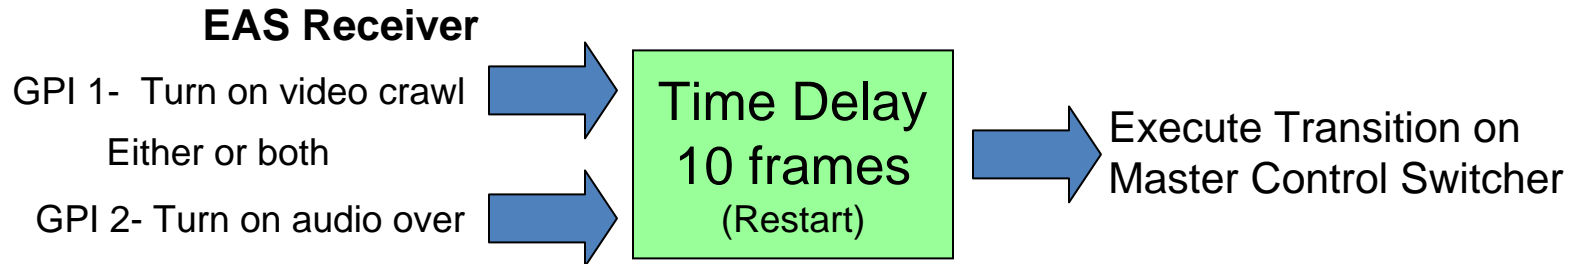 EAS Receiver
GPI 1-  Turn on video crawl
Either or both
GPI 2- Turn on audio over
Time Delay
10 frames
(Restart)
Execute Transition on
Master Control Switcher